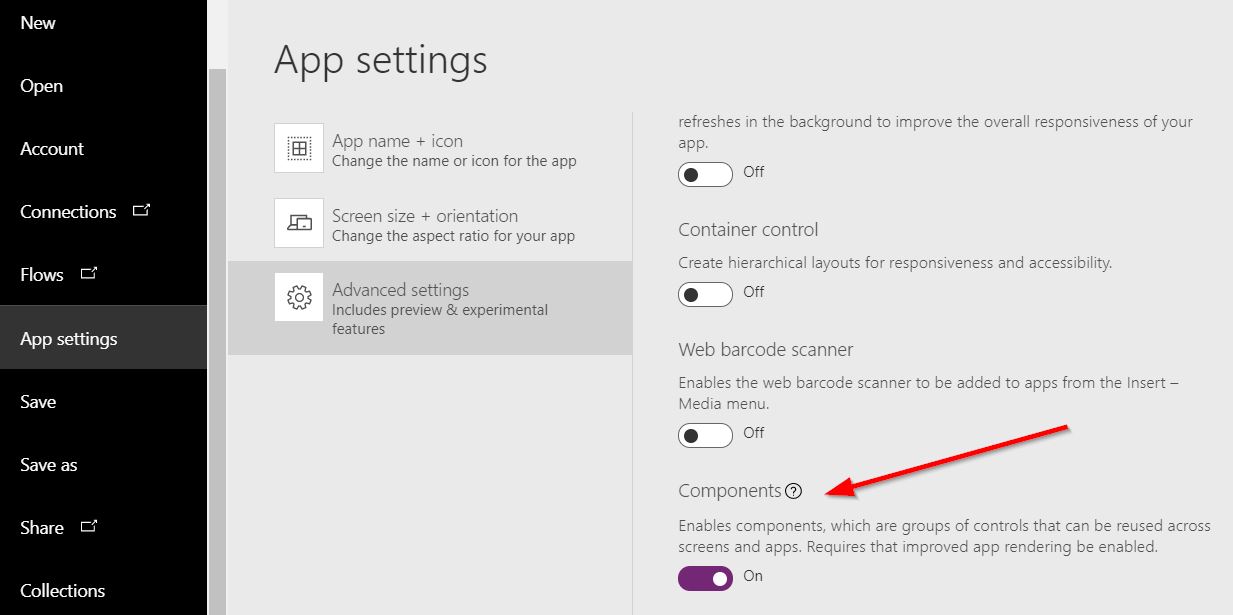 New
Open
Account
Connections
Flows
App settings
Save
Save as
Share
Collections
App settings
App name + icon
Change the name or icon for the app
Screen size + orientation
Change the aspect ratio for your app
Advanced settings
Includes preview & experimental
features
refreshes in the background to improve the overall responsiveness of your
app.
Off
Container control
Create hierarchical layouts for responsiveness and accessibility.
Off
Web barcode scanner
Enables the web barcode scanner to be added to apps from the Insert –
Media menu.
Off
Components ?
Enables components, which are groups of controls that can be reused across
screens and apps. Requires that improved app rendering be enabled.
On